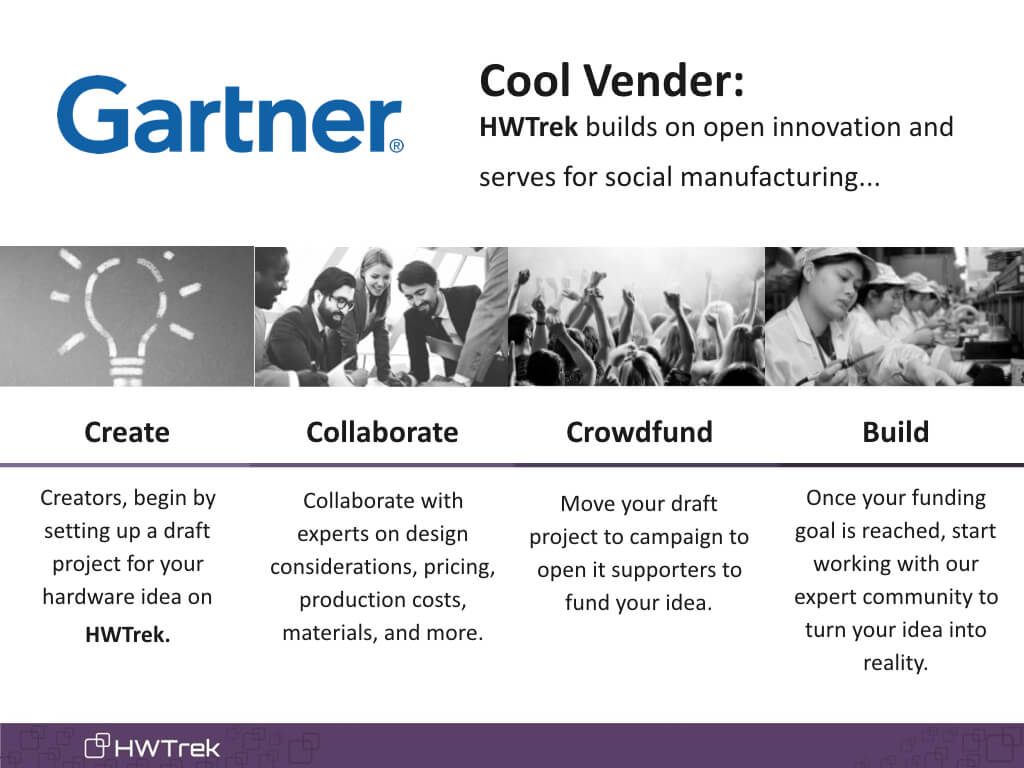 Gartner®
Cool Vender:
HWTrek builds on open innovation and
serves for social manufacturing...
Create
Creators, begin by
setting up a draft
project for your
hardware idea on
HWTrek.
Collaborate
Collaborate with
experts on design
considerations, pricing,
production costs,
materials, and more.
Crowdfund
Move your draft
project to campaign to
open it supporters to
fund your idea.
Build
Once your funding
goal is reached, start
working with our
expert community to
turn your idea into
reality.
HWTrek